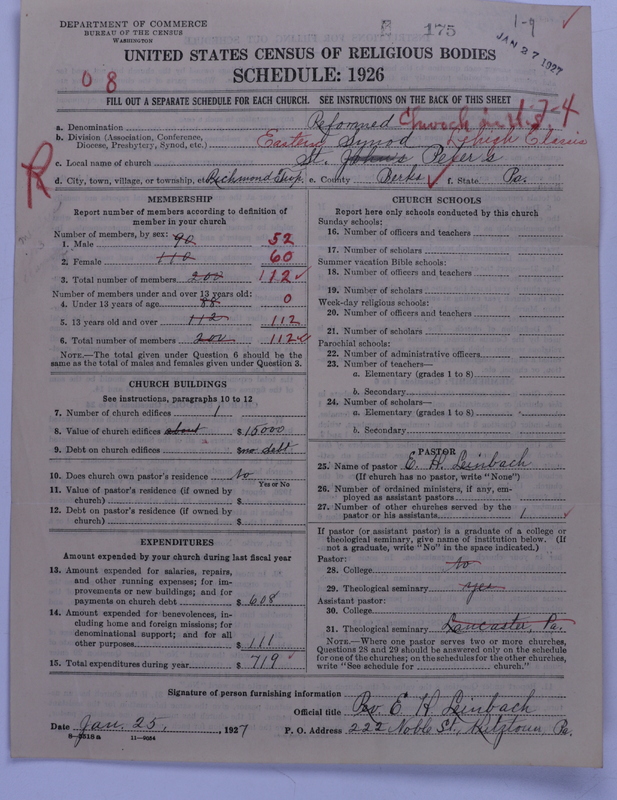 DEPARTMENT OF COMMERCE
BUREAU OF THE CENSUS
WASHINGTON
175
1-9
JAN 27 1927
UNITED STATES CENSUS OF RELIGIOUS BODIES
SCHEDULE: 1926
08
FILL OUT A SEPARATE SCHEDULE FOR EACH CHURCH. SEE INSTRUCTIONS ON THE BACK OF THIS SHEET
a. Denomination Reformed Church in U.S. 7-4
b. Division (Association, Conference, Diocese, Presbytery, Synod, etc.) Eastern Synod Lehigh Classis
c. Local name of church St. John's Peter's
d. City, town, village, or township, etc. Richmond Twp. e. County Berks f. State Pa.
R
MEMBERSHIP
Report number of members according to definition of member in your church
Number of members, by sex:
1. Male 90 52
2. Female 110 60
3. Total number of members 200 112
Number of members under and over 13 years old:
4. Under 13 years of age 88 0
5. 13 years old and over 112 112
6. Total number of members 200 112
NOTE.—The total given under Question 6 should be the same as the total of males and females given under Question 3.
CHURCH BUILDINGS
See instructions, paragraphs 10 to 12
7. Number of church edifices 1
8. Value of church edifices about $ 15000
9. Debt on church edifices $ no debt
10. Does church own pastor's residence No
Yes or No
11. Value of pastor's residence (if owned by church) $
12. Debt on pastor's residence (if owned by church) $
EXPENDITURES
Amount expended by your church during last fiscal year
13. Amount expended for salaries, repairs, and other running expenses; for improvements or new buildings; and for payments on church debt $ 608
14. Amount expended for benevolences, including home and foreign missions; for denominational support; and for all other purposes 111
15. Total expenditures during year $ 719
CHURCH SCHOOLS
Report here only schools conducted by this church
Sunday schools:
16. Number of officers and teachers
17. Number of scholars
Summer vacation Bible schools:
18. Number of officers and teachers
19. Number of scholars
Week-day religious schools:
20. Number of officers and teachers
21. Number of scholars
Parochial schools:
22. Number of administrative officers
23. Number of teachers—
a. Elementary (grades 1 to 8)
b. Secondary
24. Number of scholars—
a. Elementary (grades 1 to 8)
b. Secondary
PASTOR
25. Name of pastor E. H. Leinbach
(If church has no pastor, write "None")
26. Number of ordained ministers, if any, employed as assistant pastors
27. Number of other churches served by the pastor or his assistants 1
If pastor (or assistant pastor) is a graduate of a college or theological seminary, give name of institution below. (If not a graduate, write "No" in the space indicated.)
Pastor:
28. College No
29. Theological seminary yes
Assistant pastor:
30. College
31. Theological seminary Lancaster, Pa.
NOTE.—Where one pastor serves two or more churches, Questions 28 and 29 should be answered only on the schedule for one of the churches; on the schedules for the other churches, write "See schedule for church."
Signature of person furnishing information
Official title Rev. E H Leinbach
Date Jan. 25, 1927
P. O. Address 222 Noble St., Kutztown, Pa.
8-5518a 11-9064